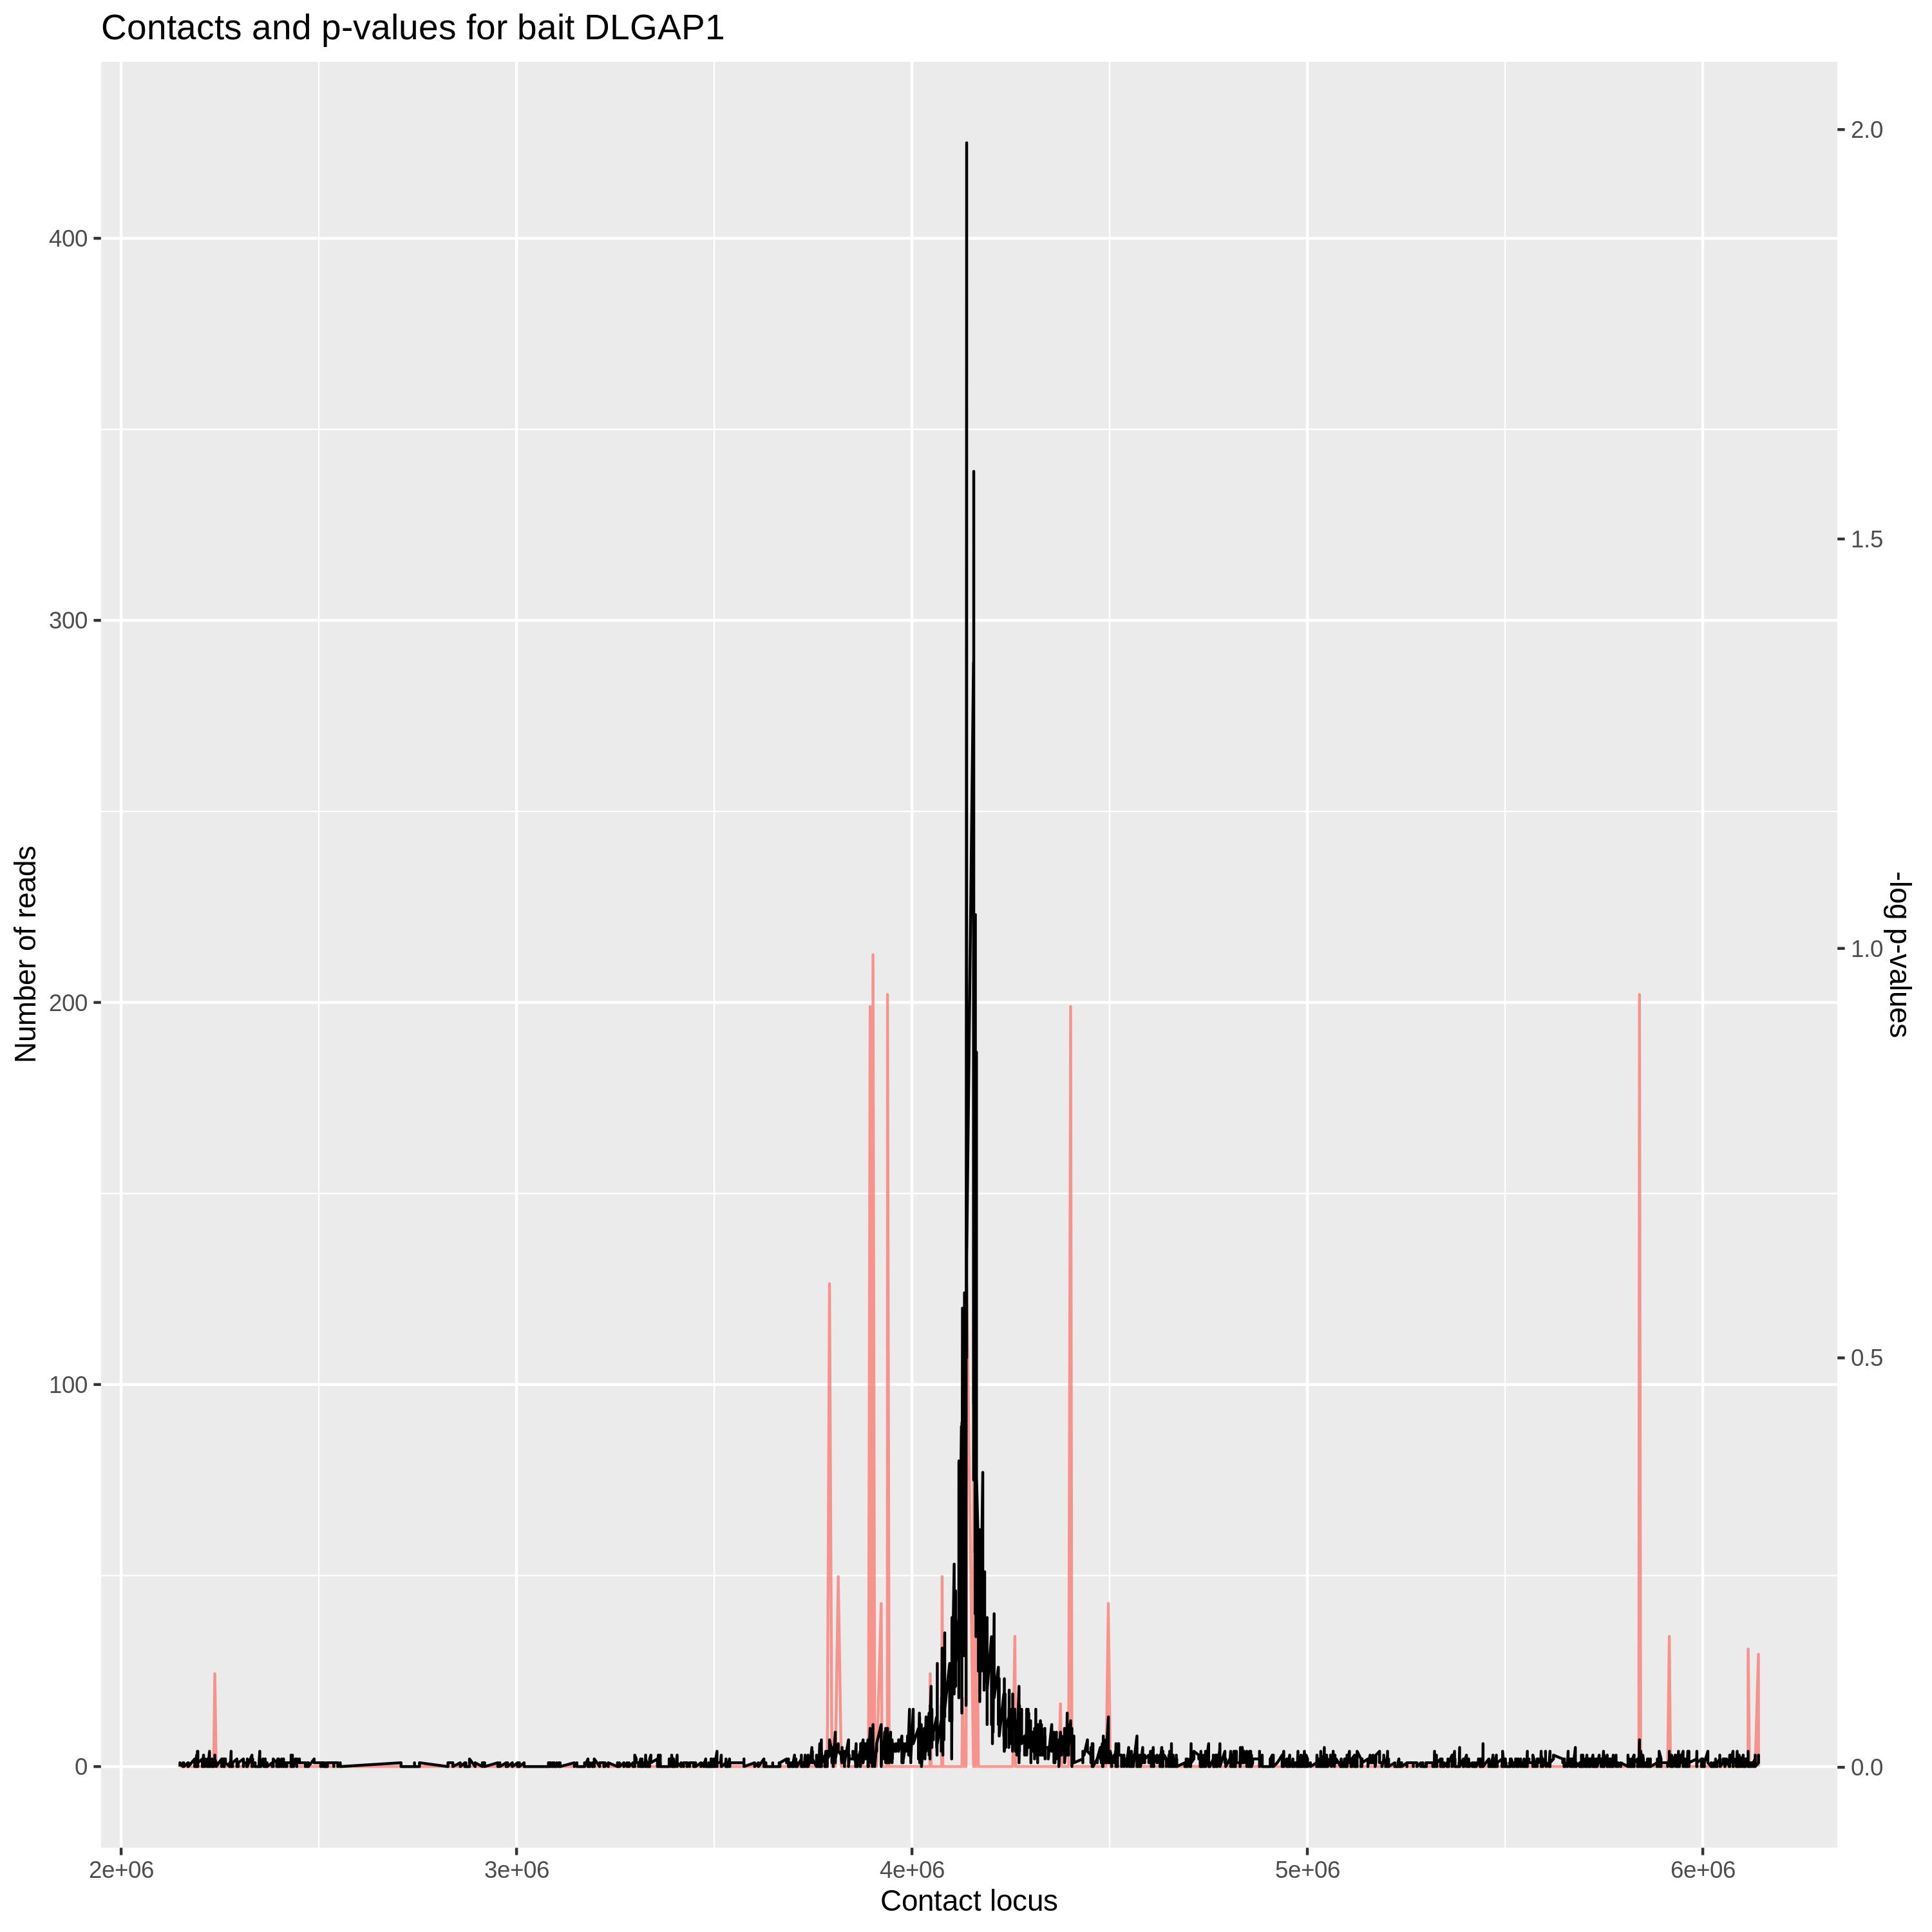 Contacts and p-values for bait DLGAP1
Number of reads
400
300
200
100
0
2.0
1.5
1.0
0.5
0.0
-log p-values
2e+06
3e+06
4e+06
5e+06
6e+06
Contact locus